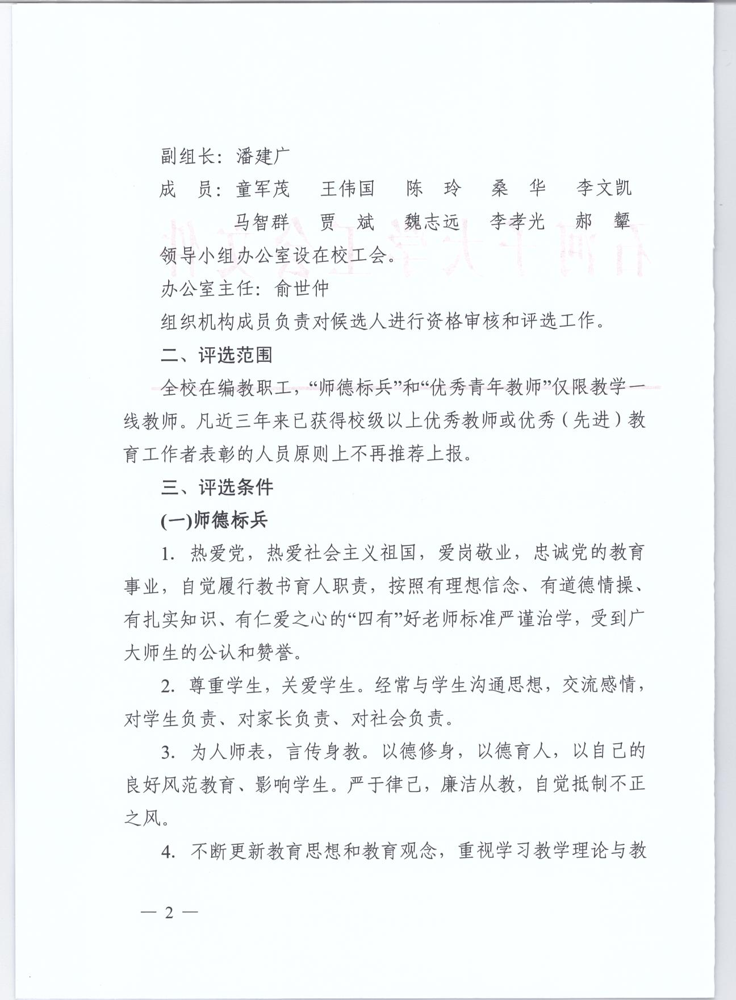 副组长：潘建广
成 员：童军茂 王伟国 陈 玲 桑 华 李文凯
马智群 贾 斌 魏志远 李孝光 郝 颦
领导小组办公室设在校工会。
办公室主任：俞世仲
组织机构成员负责对候选人进行资格审核和评选工作。
二、评选范围
全校在编教职工，“师德标兵”和“优秀青年教师”仅限教学一
线教师。凡近三年来已获得校级以上优秀教师或优秀（先进）教
育工作者表彰的人员原则上不再推荐上报。
三、评选条件
(一)师德标兵
1. 热爱党，热爱社会主义祖国，爱岗敬业，忠诚党的教育
事业，自觉履行教书育人职责，按照有理想信念、有道德情操、
有扎实知识、有仁爱之心的“四有”好老师标准严谨治学，受到广
大师生的公认和赞誉。
2. 尊重学生，关爱学生。经常与学生沟通思想，交流感情，
对学生负责、对家长负责、对社会负责。
3. 为人师表，言传身教。以德修身，以德育人，以自己的
良好风范教育、影响学生。严于律己，廉洁从教，自觉抵制不正
之风。
4. 不断更新教育思想和教育观念，重视学习教学理论与教
— 2 —